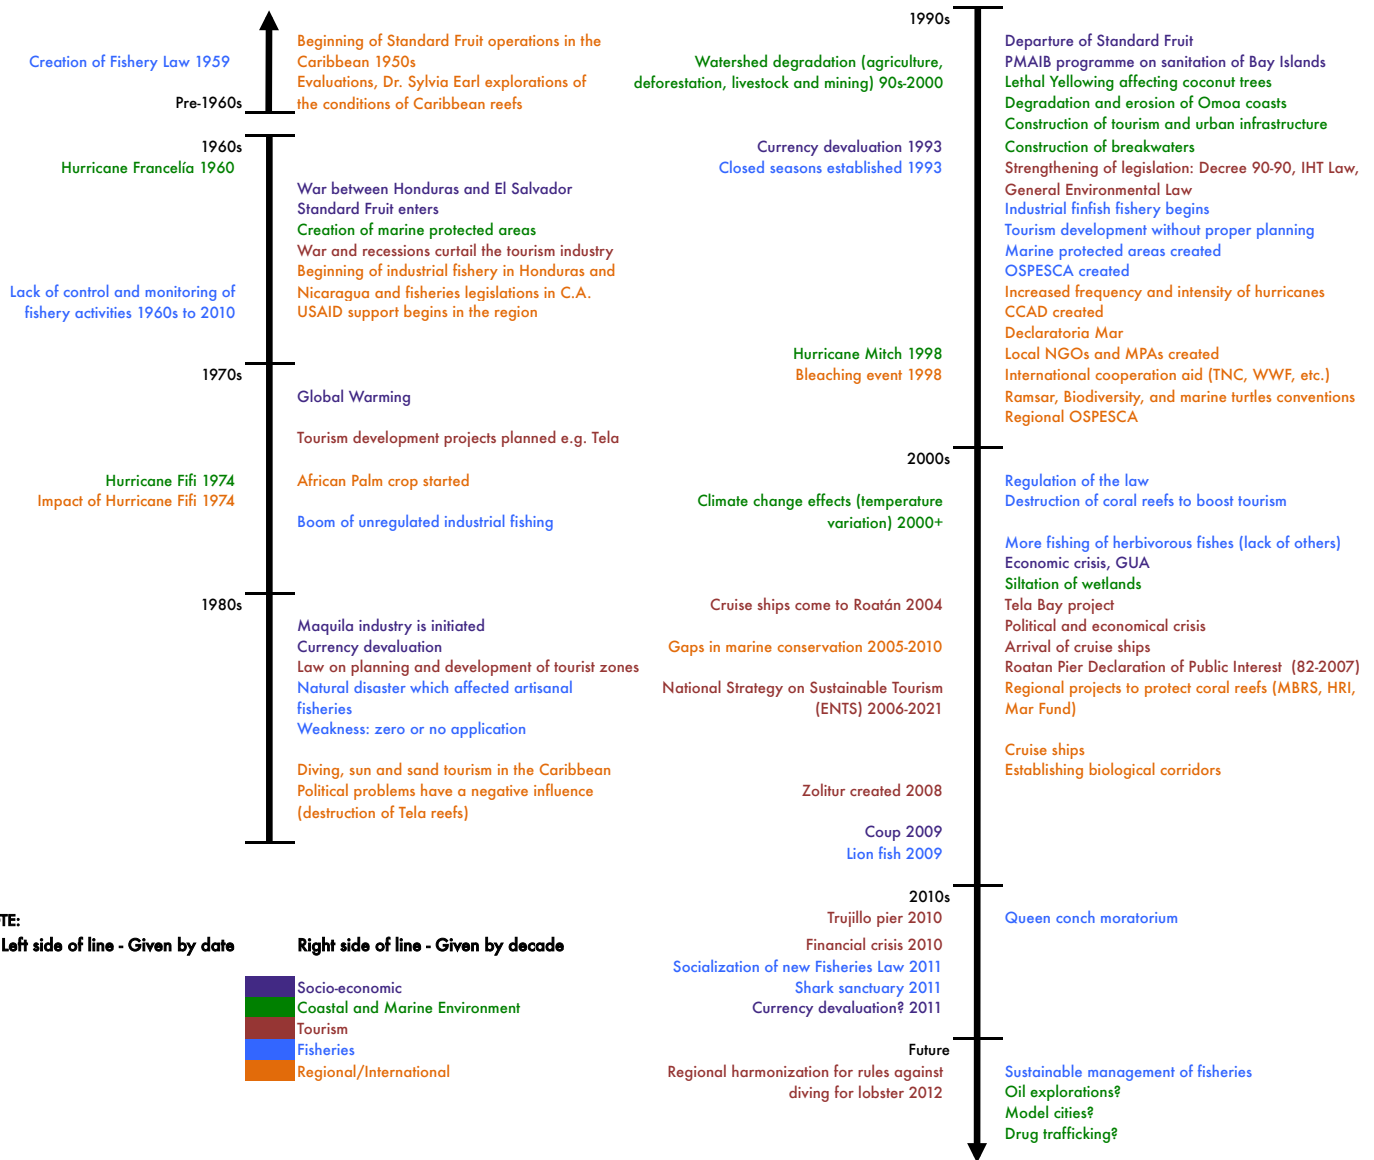 Creation of Fishery Law 1959
Pre-1960s
Beginning of Standard Fruit operations in the
Caribbean 1950s
Evaluations, Dr. Sylvia Earl explorations of
the conditions of Caribbean reefs
1960s
Hurricane Francelía 1960
War between Honduras and El Salvador
Standard Fruit enters
Creation of marine protected areas
War and recessions curtail the tourism industry
Beginning of industrial fishery in Honduras and
Nicaragua and fisheries legislations in C.A.
USAID support begins in the region
Lack of control and monitoring of
fishery activities 1960s to 2010
1970s
Global Warming
Tourism development projects planned e.g. Tela
Hurricane Fifi 1974
Impact of Hurricane Fifi 1974
African Palm crop started
Boom of unregulated industrial fishing
1980s
Maquila industry is initiated
Currency devaluation
Law on planning and development of tourist zones
Natural disaster which affected artisanal
fisheries
Weakness: zero or no application
Diving, sun and sand tourism in the Caribbean
Political problems have a negative influence
(destruction of Tela reefs)
TE:
Left side of line - Given by date
Right side of line - Given by decade
Socio-economic
Coastal and Marine Environment
Tourism
Fisheries
Regional/International
1990s
Watershed degradation (agriculture,
deforestation, livestock and mining) 90s-2000
Currency devaluation 1993
Closed seasons established 1993
Hurricane Mitch 1998
Bleaching event 1998
Departure of Standard Fruit
PMAIB programme on sanitation of Bay Islands
Lethal Yellowing affecting coconut trees
Degradation and erosion of Omoa coasts
Construction of tourism and urban infrastructure
Construction of breakwaters
Strengthening of legislation: Decree 90-90, IHT Law,
General Environmental Law
Industrial finfish fishery begins
Tourism development without proper planning
Marine protected areas created
OSPESCA created
Increased frequency and intensity of hurricanes
CCAD created
Declaratoria Mar
Local NGOs and MPAs created
International cooperation aid (TNC, WWF, etc.)
Ramsar, Biodiversity, and marine turtles conventions
Regional OSPESCA
2000s
Climate change effects (temperature
variation) 2000+
Cruise ships come to Roatán 2004
Gaps in marine conservation 2005-2010
National Strategy on Sustainable Tourism
(ENTS) 2006-2021
Zolitur created 2008
Coup 2009
Lion fish 2009
Regulation of the law
Destruction of coral reefs to boost tourism
More fishing of herbivorous fishes (lack of others)
Economic crisis, GUA
Siltation of wetlands
Tela Bay project
Political and economical crisis
Arrival of cruise ships
Roatan Pier Declaration of Public Interest (82-2007)
Regional projects to protect coral reefs (MBRS, HRI,
Mar Fund)
Cruise ships
Establishing biological corridors
2010s
Trujillo pier 2010
Financial crisis 2010
Socialization of new Fisheries Law 2011
Shark sanctuary 2011
Currency devaluation? 2011
Queen conch moratorium
Future
Regional harmonization for rules against
diving for lobster 2012
Sustainable management of fisheries
Oil explorations?
Model cities?
Drug trafficking?